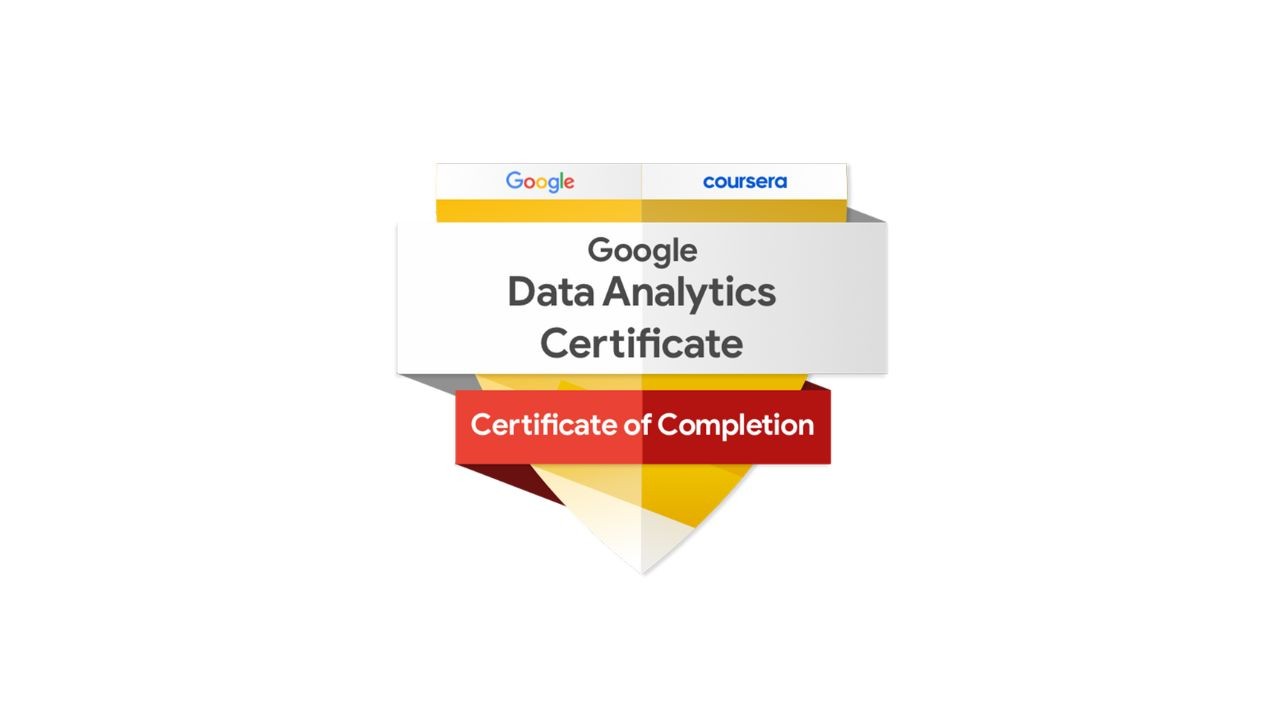 Google coursera
Google
Data Analytics
Certificate
Certificate of Completion